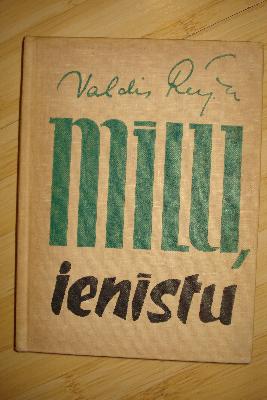 Valdis Rūja
mīlu,
ienīstu